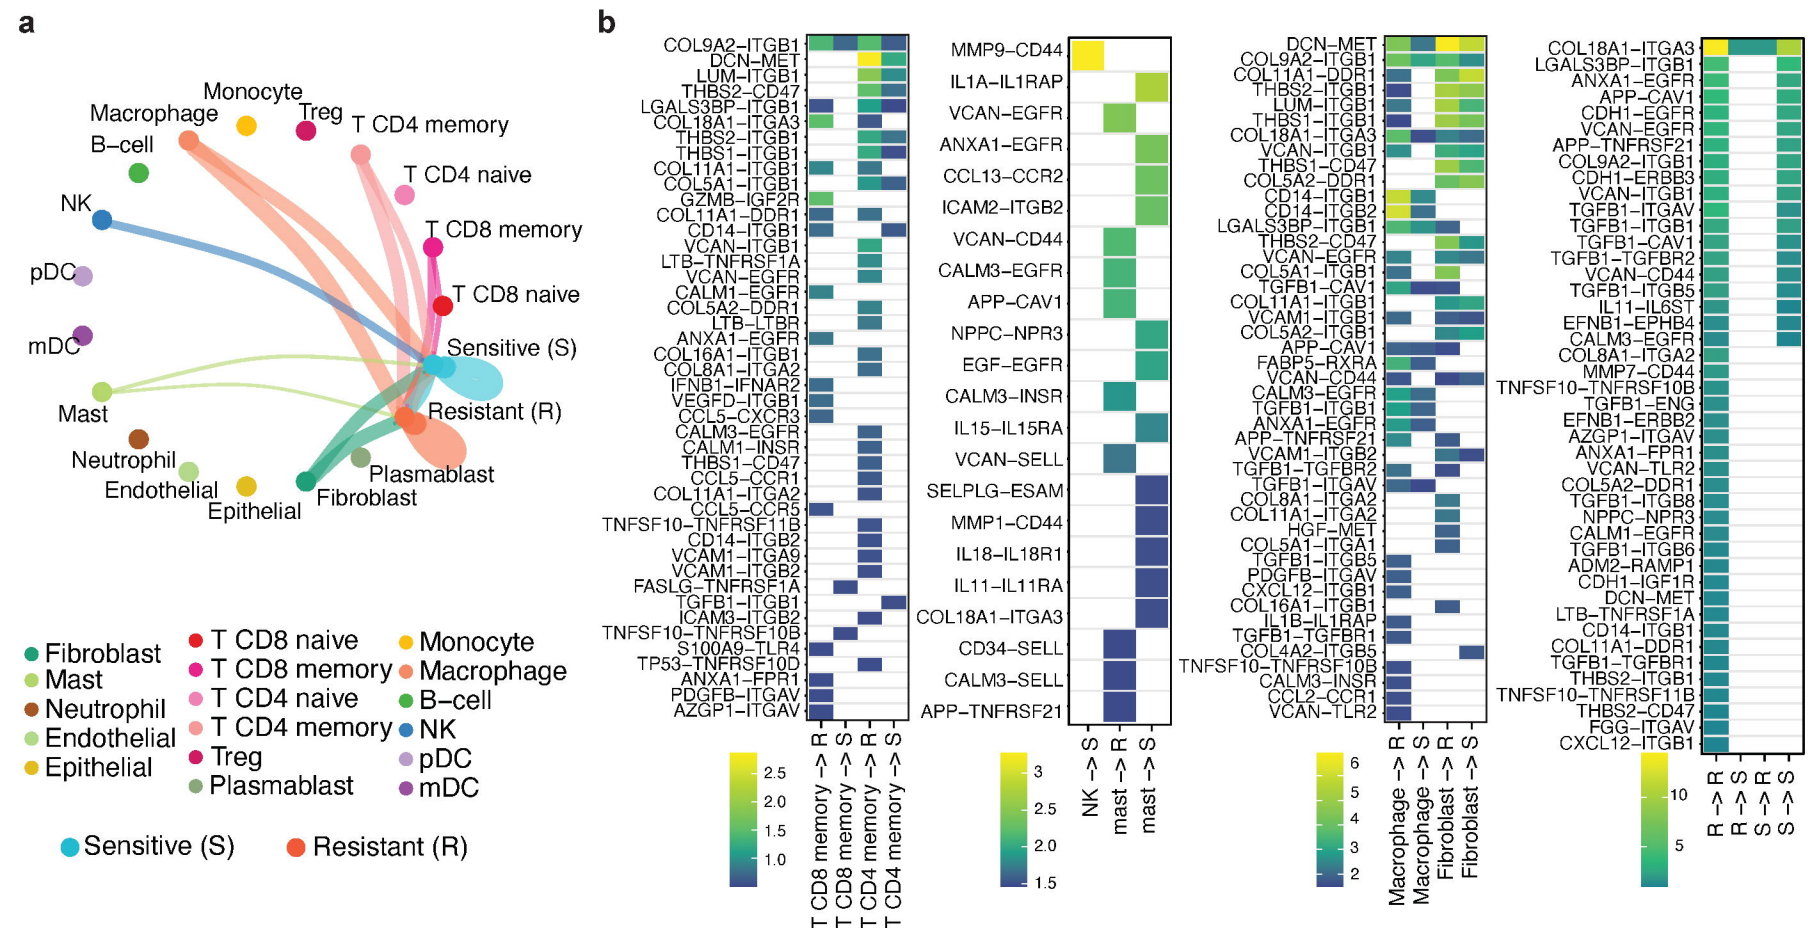 a
Monocyte
Macrophage
Treg
T CD4 memory
B-cell
T CD4 naive
NK
T CD8 memory
pDC
T CD8 naive
mDC
Sensitive (S)
Mast
Resistant (R)
Neutrophil
Plasmablast
Endothelial
Fibroblast
Epithelial
Fibroblast
Mast
Neutrophil
Endothelial
Epithelial
T CD8 naive
T CD8 memory
T CD4 naive
T CD4 memory
Treg
Plasmablast
Monocyte
Macrophage
B-cell
NK
pDC
mDC
Sensitive (S)
Resistant (R)
b
COL9A2-ITGB1
DCN-MET
LUM-ITGB1
THBS2-CD47
LGALS3BP-ITGB1
COL18A1-ITGA3
THBS2-ITGB1
THBS1-ITGB1
COL11A1-ITGB1
COL5A1-ITGB1
GZMB-IGF2R
COL11A1-DDR1
CD14-ITGB1
VCAN-ITGB1
LTB-TNFRSF1A
VCAN-EGFR
CALM1-EGFR
COL5A2-DDR1
LTB-LTBR
ANXA1-EGFR
COL16A1-ITGB1
COL8A1-ITGA2
IFNB1-IFNAR2
VEGFD-ITGB1
CCL5-CXCR3
CALM3-EGFR
CALM1-INSR
THBS1-CD47
CCL5-CCR1
COL11A1-ITGA2
CCL5-CCR5
TNFSF10-TNFRSF11B
CD14-ITGB2
VCAM1-ITGA9
VCAM1-ITGB2
FASLG-TNFRSF1A
TGFB1-ITGB1
ICAM3-ITGB2
TNFSF10-TNFRSF10B
S100A9-TLR4
TP53-TNFRSF10D
ANXA1-FPR1
PDGFB-ITGAV
AZGP1-ITGAV
T CD8 memory -> R
T CD8 memory -> S
T CD4 memory -> R
T CD4 memory -> S
2.5
2.0
1.5
1.0
MMP9-CD44
IL1A-IL1RAP
VCAN-EGFR
ANXA1-EGFR
CCL13-CCR2
ICAM2-ITGB2
VCAN-CD44
CALM3-EGFR
APP-CAV1
NPPC-NPR3
EGF-EGFR
CALM3-INSR
IL15-IL15RA
VCAN-SELL
SELPLG-ESAM
MMP1-CD44
IL18-IL18R1
IL11-IL11RA
COL18A1-ITGA3
CD34-SELL
CALM3-SELL
APP-TNFRSF21
NK -> S
mast -> R
mast -> S
3
2.5
2.0
1.5
DCN-MET
COL9A2-ITGB1
COL11A1-DDR1
THBS2-ITGB1
LUM-ITGB1
THBS1-ITGB1
COL18A1-ITGA3
VCAN-ITGB1
THBS1-CD47
COL5A2-DDR1
CD14-ITGB1
CD14-ITGB2
LGALS3BP-ITGB1
THBS2-CD47
VCAN-EGFR
COL5A1-ITGB1
TGFB1-CAV1
COL11A1-ITGB1
VCAM1-ITGB1
COL5A2-ITGB1
APP-CAV1
FABP5-RXRA
VCAN-CD44
CALM3-EGFR
TGFB1-ITGB1
ANXA1-EGFR
APP-TNFRSF21
VCAM1-ITGB2
TGFB1-TGFBR2
TGFB1-ITGAV
COL8A1-ITGA2
COL11A1-ITGA2
HGF-MET
COL5A1-ITGA1
TGFB1-ITGB5
PDGFB-ITGAV
CXCL12-ITGB1
COL16A1-ITGB1
IL1B-IL1RAP
TGFB1-TGFBR1
COL4A2-ITGB5
TNFSF10-TNFRSF10B
CALM3-INSR
CCL2-CCR1
VCAN-TLR2
Macrophage -> R
Macrophage -> S
Fibroblast -> R
Fibroblast -> S
6
5
4
3
2
COL18A1-ITGA3
LGALS3BP-ITGB1
ANXA1-EGFR
APP-CAV1
CDH1-EGFR
VCAN-EGFR
APP-TNFRSF21
COL9A2-ITGB1
CDH1-ERBB3
VCAN-ITGB1
TGFB1-ITGAV
TGFB1-ITGB1
TGFB1-CAV1
TGFB1-TGFBR2
VCAN-CD44
TGFB1-ITGB5
IL11-IL6ST
EFNB1-EPHB4
CALM3-EGFR
COL8A1-ITGA2
MMP7-CD44
TNFSF10-TNFRSF10B
TGFB1-ENG
EFNB1-ERBB2
AZGP1-ITGAV
ANXA1-FPR1
VCAN-TLR2
COL5A2-DDR1
TGFB1-ITGB8
NPPC-NPR3
CALM1-EGFR
TGFB1-ITGB6
ADM2-RAMP1
CDH1-IGF1R
DCN-MET
LTB-TNFRSF1A
CD14-ITGB1
COL11A1-DDR1
TGFB1-TGFBR1
THBS2-ITGB1
TNFSF10-TNFRSF11B
THBS2-CD47
FGG-ITGAV
CXCL12-ITGB1
R -> R
R -> S
S -> R
S -> S
10
5